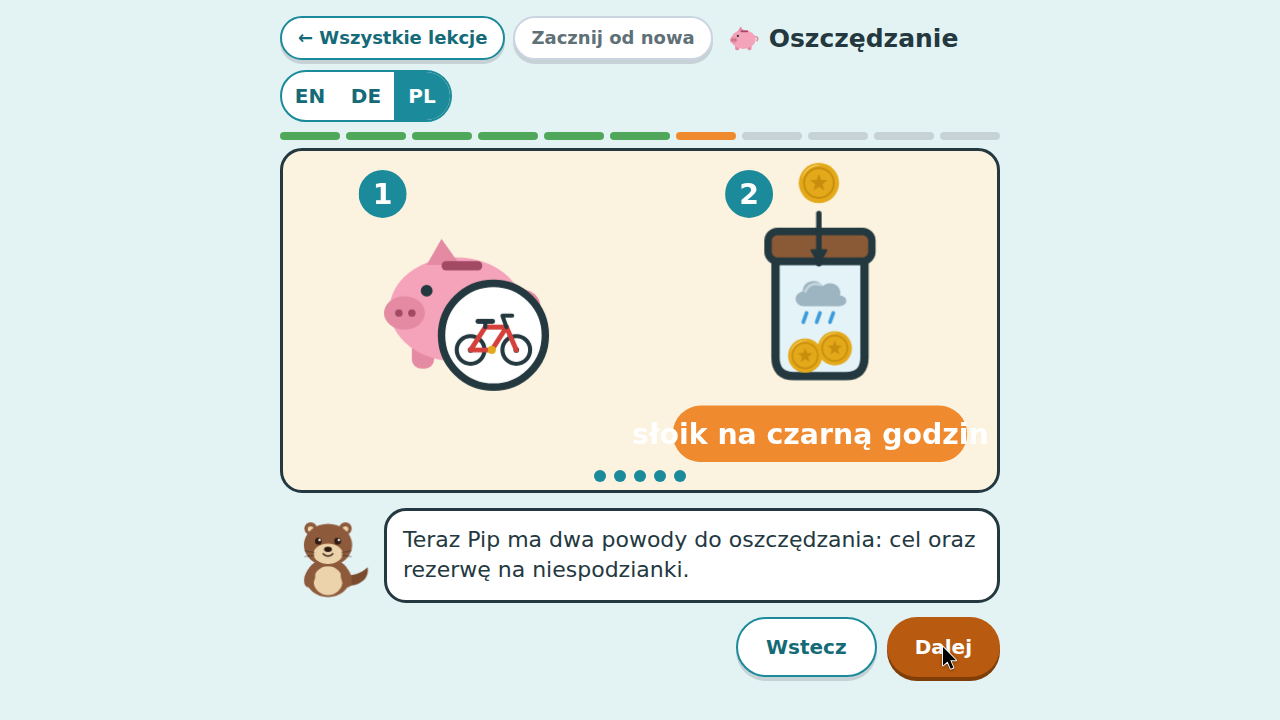 ← Wszystkie lekcje
Zacznij od nowa
Oszczędzanie
EN DE PL
1
2
słoik na czarną godzin
Teraz Pip ma dwa powody do oszczędzania: cel oraz
rezerwę na niespodzianki.
Wstecz
Dalej